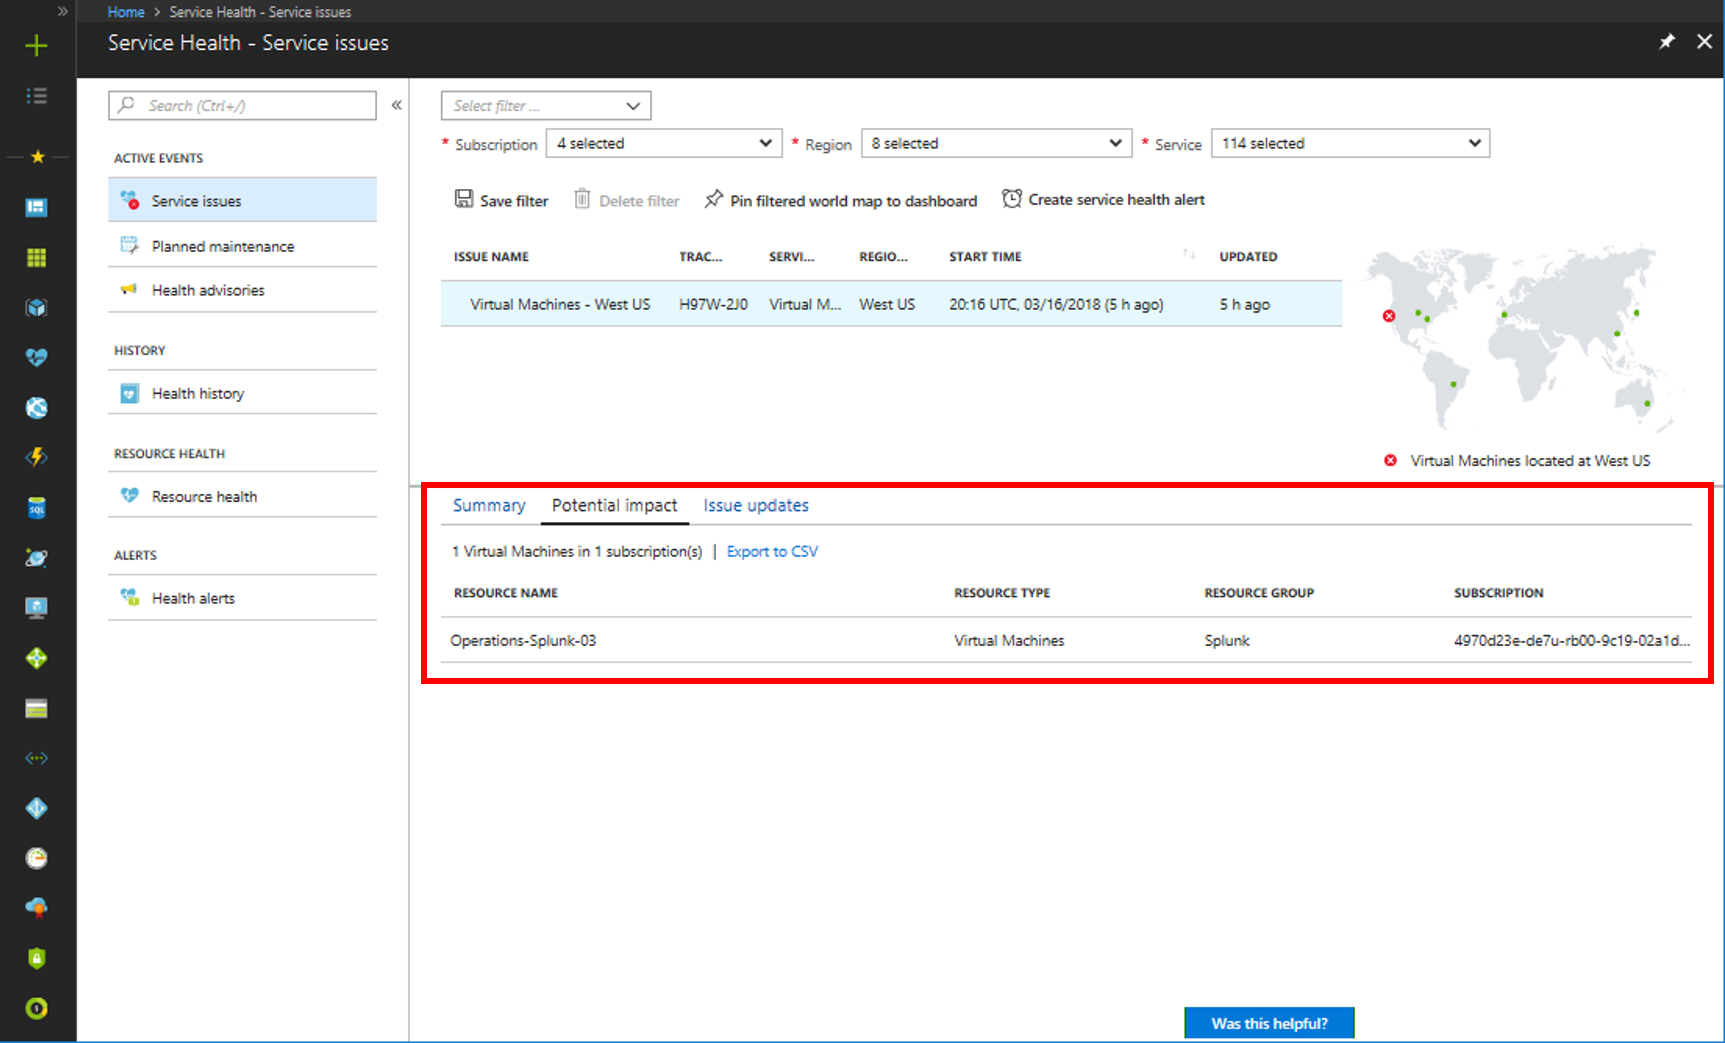 Home > Service Health - Service issues
Service Health - Service issues
Search (Ctrl+/)
ACTIVE EVENTS
Service issues
Planned maintenance
Health advisories
HISTORY
Health history
RESOURCE HEALTH
Resource health
ALERTS
Health alerts
Select filter ...
* Subscription 4 selected * Region 8 selected * Service 114 selected
Save filter Delete filter Pin filtered world map to dashboard Create service health alert
ISSUE NAME TRAC... SERVI... REGIO... START TIME UPDATED
Virtual Machines - West US H97W-2J0 Virtual M... West US 20:16 UTC, 03/16/2018 (5 h ago) 5 h ago
Virtual Machines located at West US
Summary Potential impact Issue updates
1 Virtual Machines in 1 subscription(s) | Export to CSV
RESOURCE NAME RESOURCE TYPE RESOURCE GROUP SUBSCRIPTION
Operations-Splunk-03 Virtual Machines Splunk 4970d23e-de7u-rb00-9c19-02a1d...
SQL
Was this helpful?